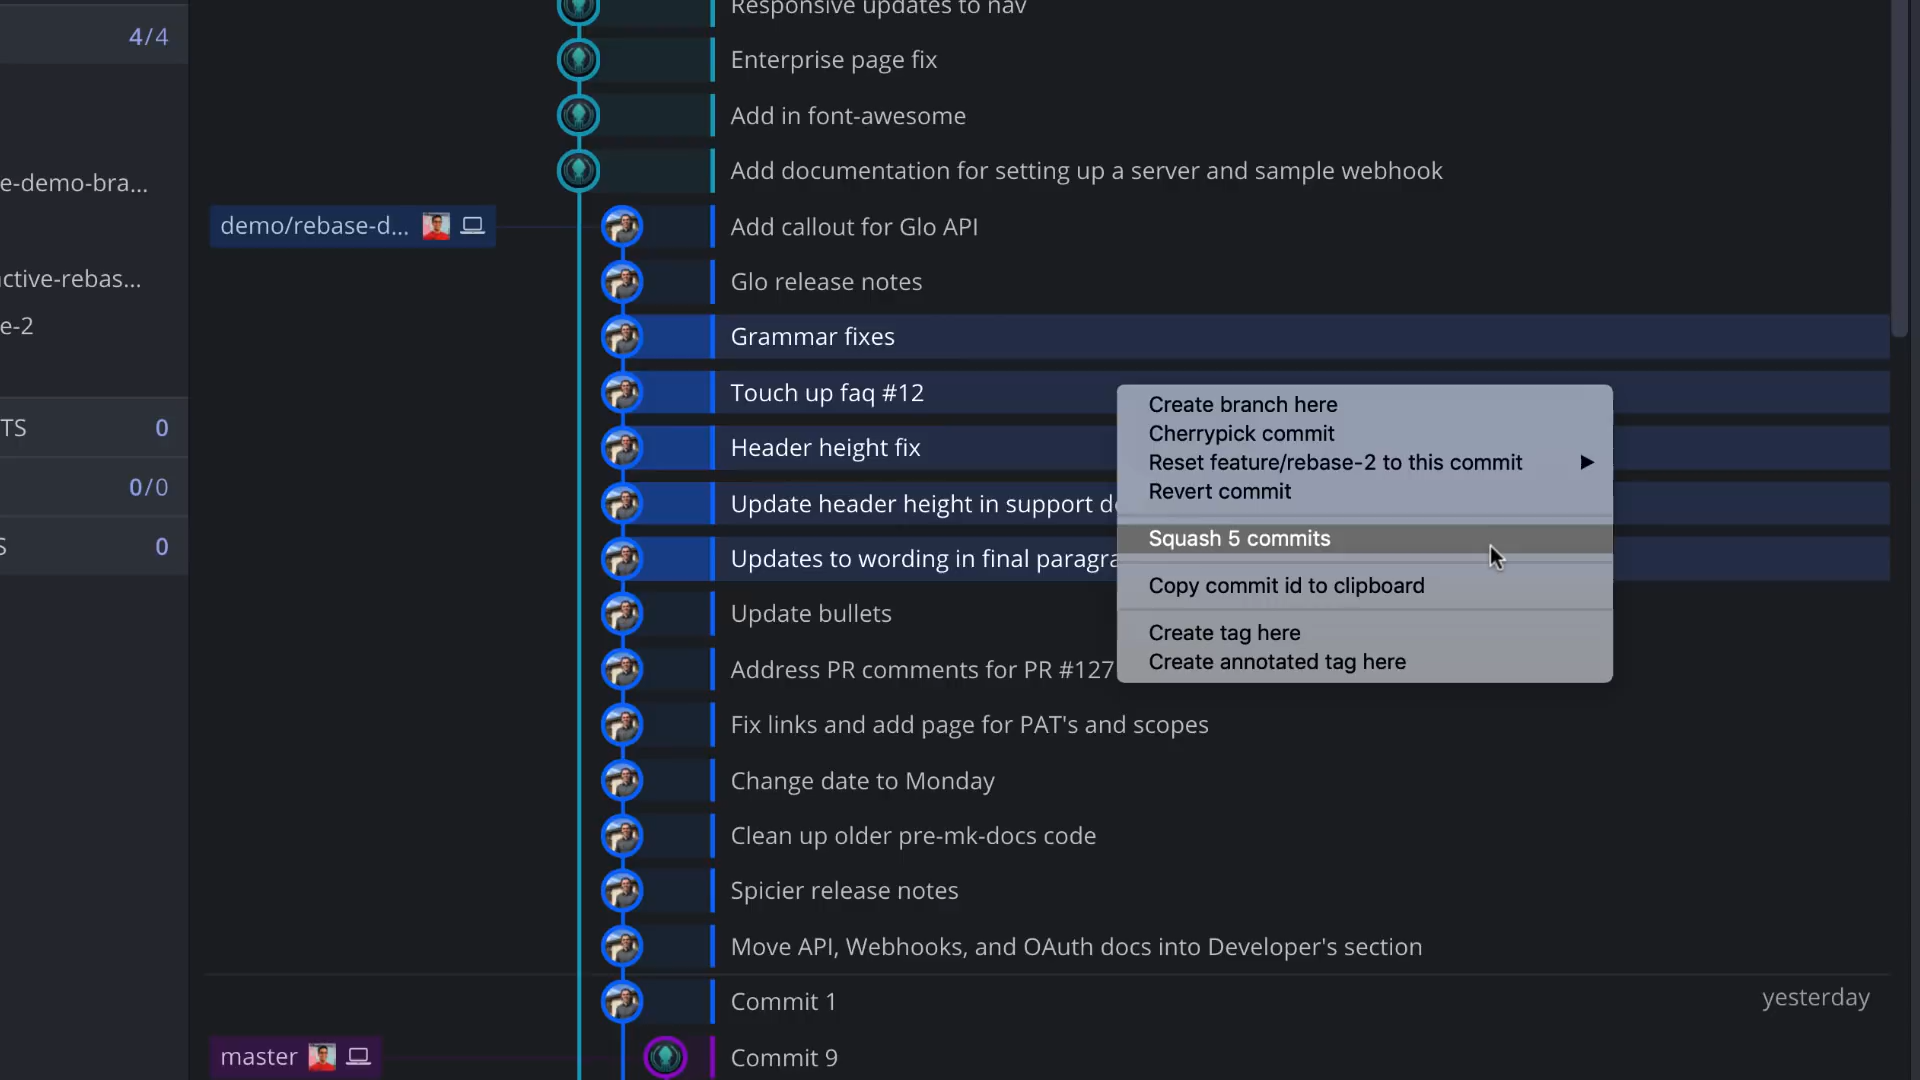 Responsive updates to nav
4/4
Enterprise page fix
Add in font-awesome
Add documentation for setting up a server and sample webhook
e-demo-bra...
demo/rebase-d...
Add callout for Glo API
ctive-rebas...
Glo release notes
e-2
Grammar fixes
Touch up faq #12
TS 0
Header height fix
0/0
Update header height in support d
S 0
Updates to wording in final paragra
Create branch here
Cherrypick commit
Reset feature/rebase-2 to this commit
Revert commit
Squash 5 commits
Copy commit id to clipboard
Create tag here
Create annotated tag here
Update bullets
Address PR comments for PR #127
Fix links and add page for PAT's and scopes
Change date to Monday
Clean up older pre-mk-docs code
Spicier release notes
Move API, Webhooks, and OAuth docs into Developer's section
Commit 1
yesterday
master
Commit 9